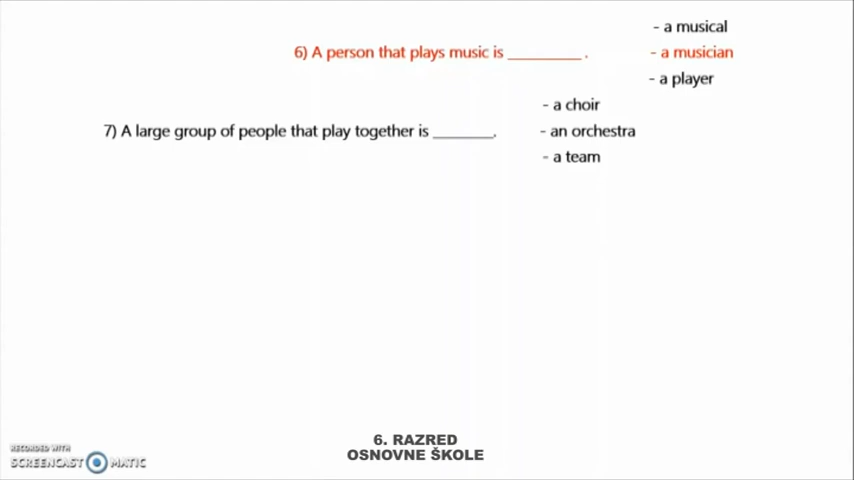 - a musical
6) A person that plays music is _________ .
- a musician
- a player
- a choir
7) A large group of people that play together is _______.
- an orchestra
- a team
6. RAZRED
OSNOVNE ŠKOLE
RECORDED WITH
SCREENCAST MATIC